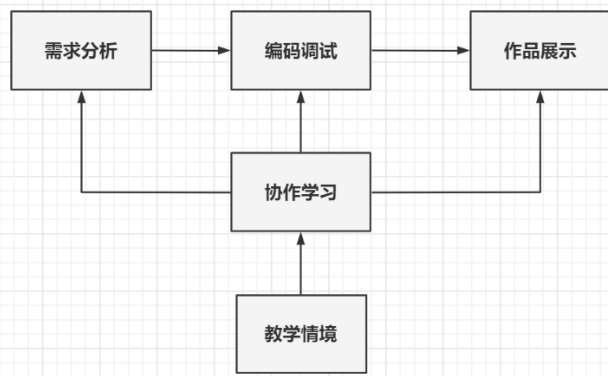 需求分析
编码调试
作品展示
协作学习
教学情境